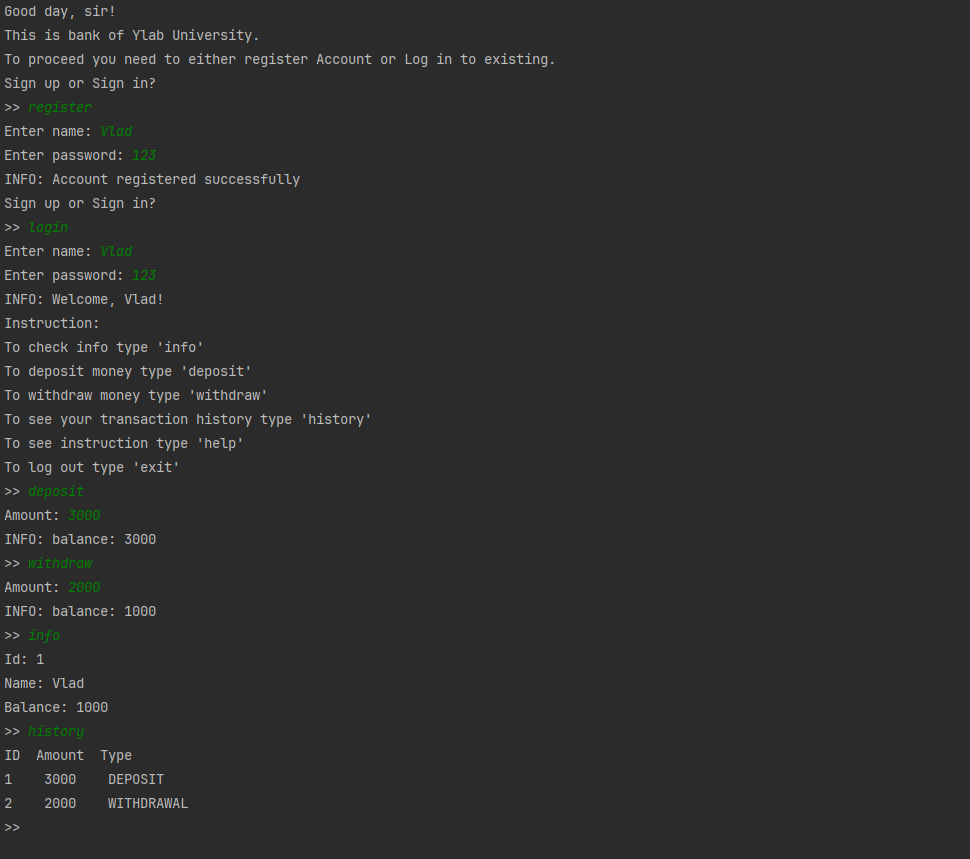 Good day, sir!
This is bank of Ylab University.
To proceed you need to either register Account or Log in to existing.
Sign up or Sign in?
>> register
Enter name: Vlad
Enter password: 123
INFO: Account registered successfully
Sign up or Sign in?
>> login
Enter name: Vlad
Enter password: 123
INFO: Welcome, Vlad!
Instruction:
To check info type 'info'
To deposit money type 'deposit'
To withdraw money type 'withdraw'
To see your transaction history type 'history'
To see instruction type 'help'
To log out type 'exit'
>> deposit
Amount: 3000
INFO: balance: 3000
>> withdraw
Amount: 2000
INFO: balance: 1000
>> info
Id: 1
Name: Vlad
Balance: 1000
>> history
ID  Amount  Type
1    3000    DEPOSIT
2    2000    WITHDRAWAL
>>